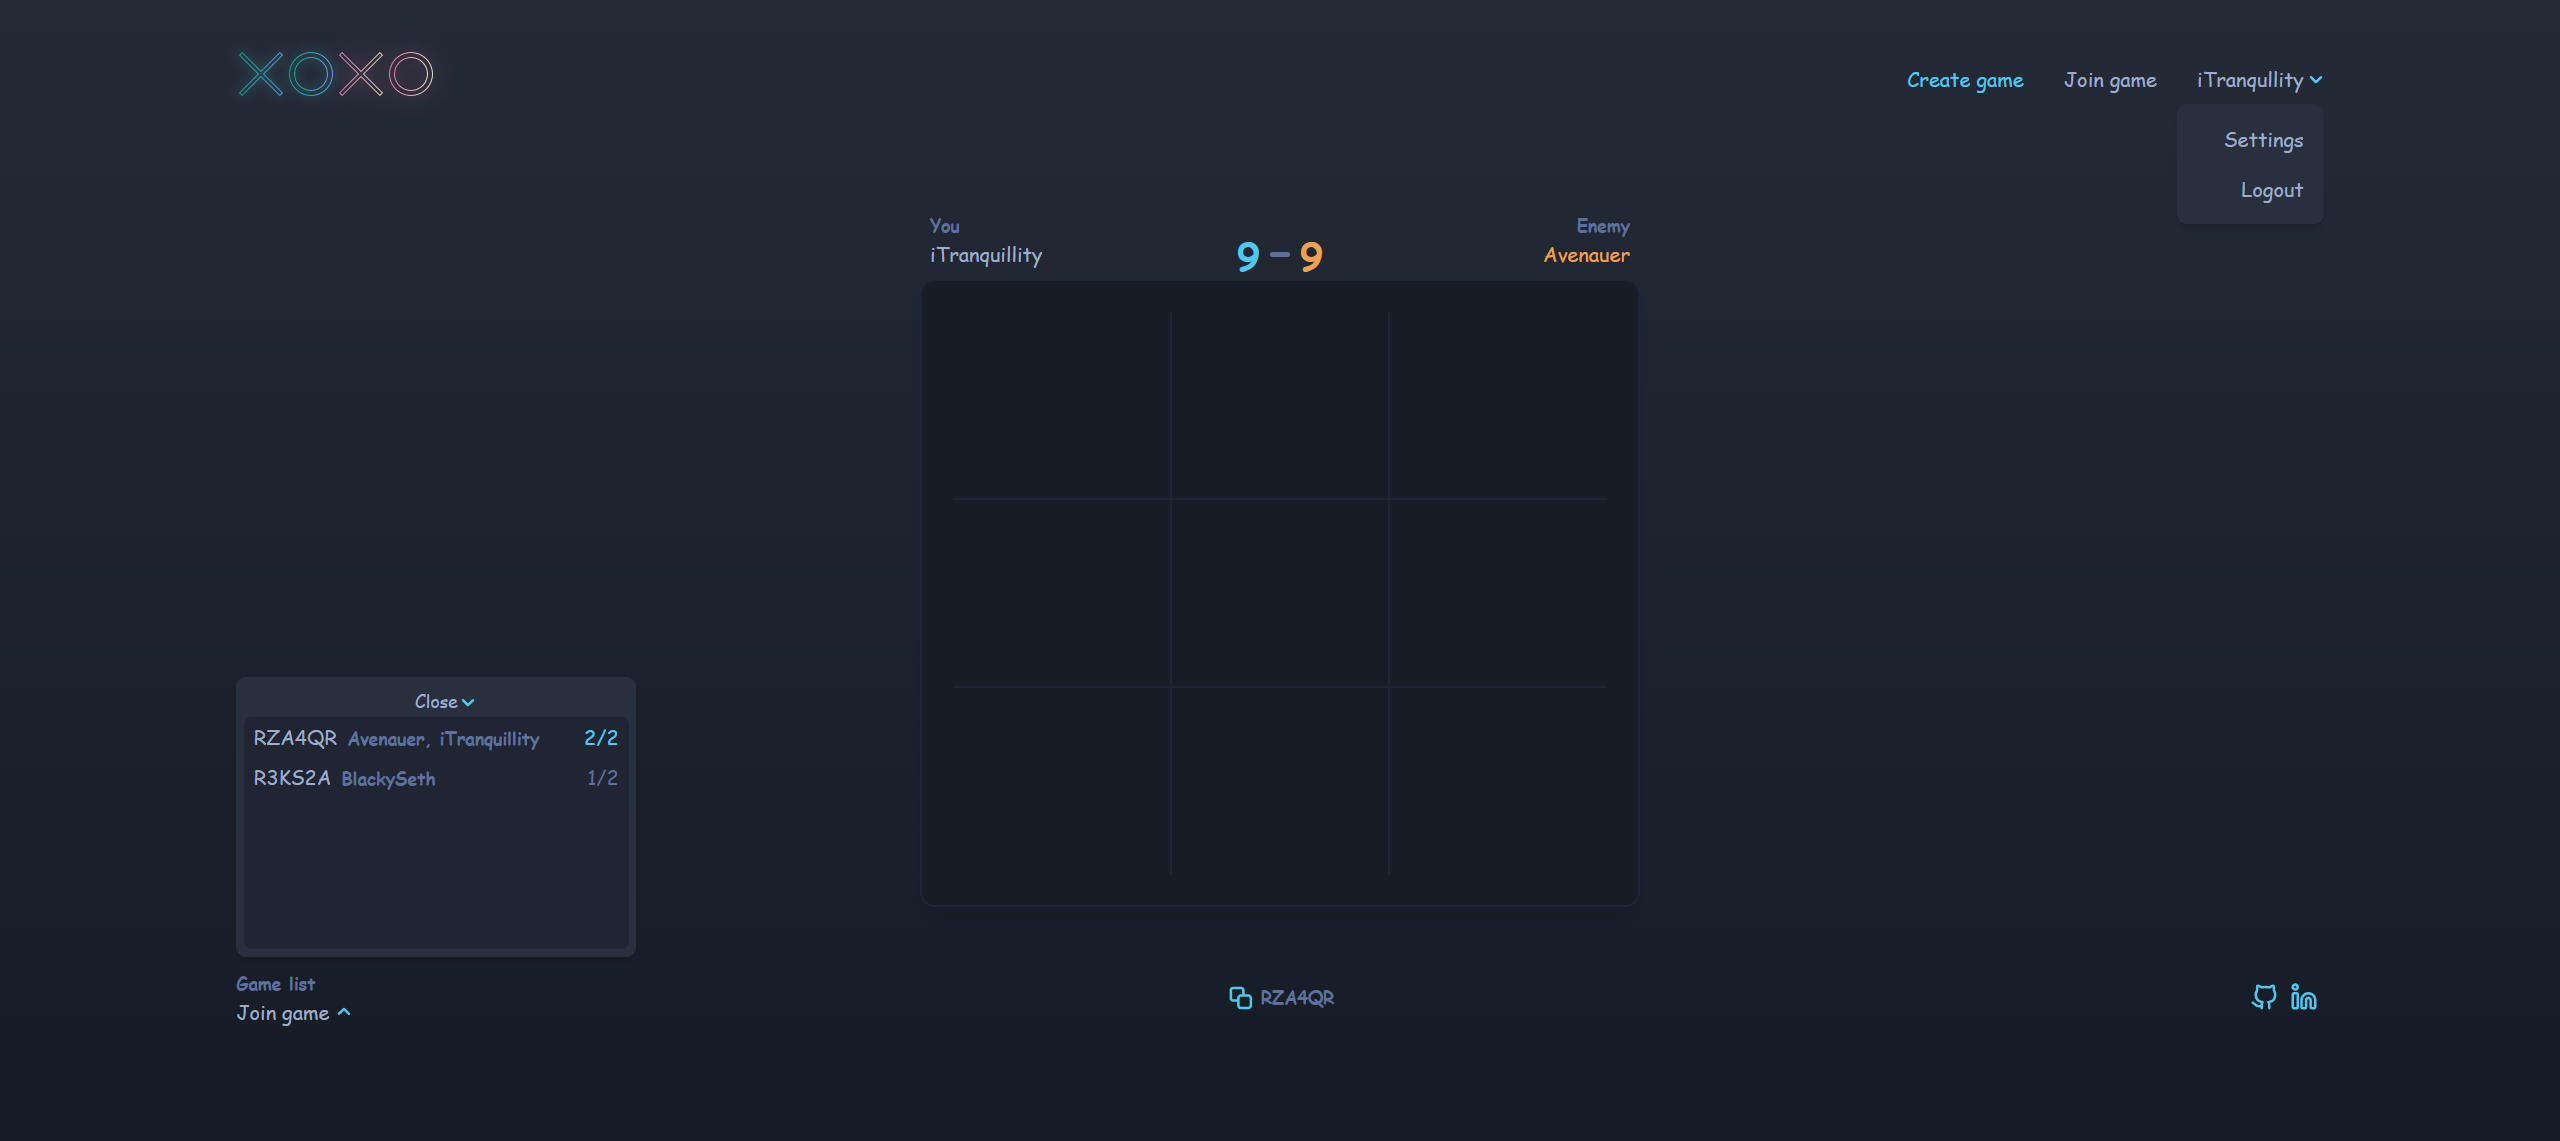 XOXO
Create game Join game iTranqullity
Settings
Logout
You
iTranquillity
9 – 9
Enemy
Avenauer
Close
RZA4QR Avenauer, iTranquillity 2/2
R3KS2A BlackySeth 1/2
Game list
Join game
RZA4QR
in